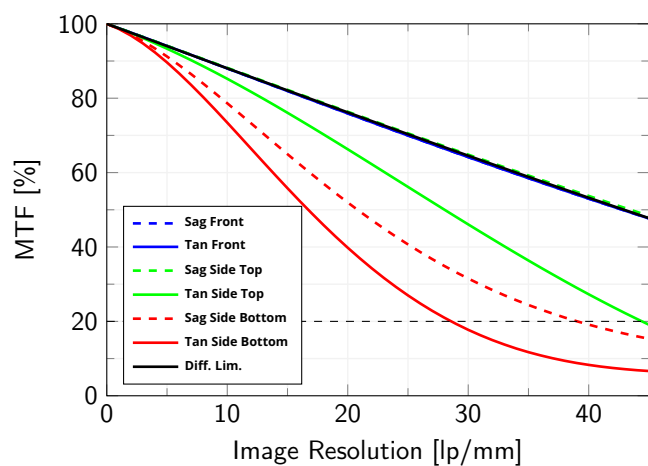 100
80
60
40
20
0
MTF [%]
Sag Front
Tan Front
Sag Side Top
Tan Side Top
Sag Side Bottom
Tan Side Bottom
Diff. Lim.
0 10 20 30 40
Image Resolution [lp/mm]